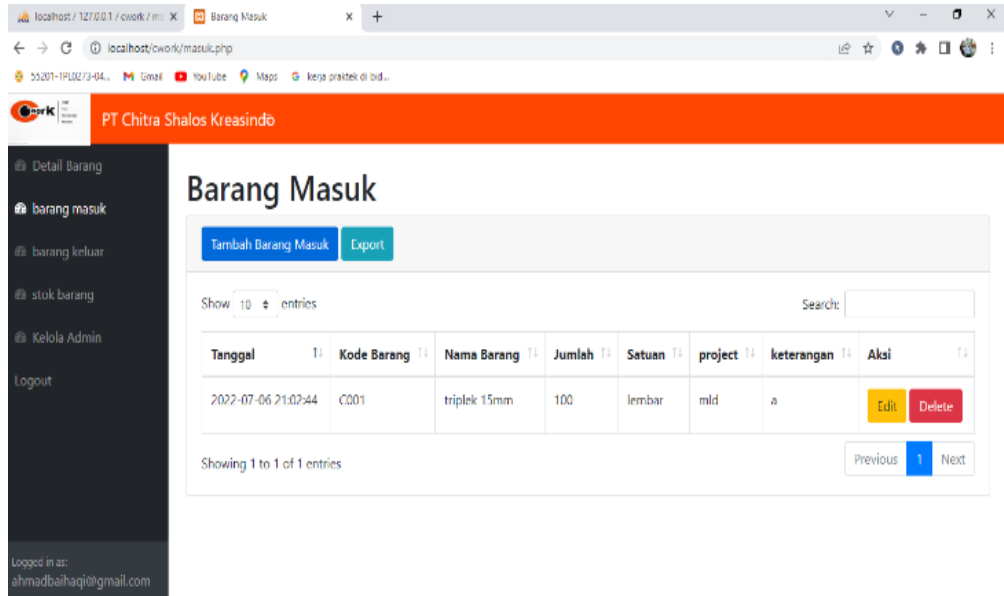 localhost / 127.0.0.1 / cwork / m
Barang Masuk
localhost/cwork/masuk.php
Gmail YouTube Maps kerja praktek di bid...
PT Chitra Shalos Kreasindo
Detail Barang
barang masuk
barang keluar
stok barang
Kelola Admin
Logout
Logged in as:
ahmadbaihaqi@gmail.com
Barang Masuk
Tambah Barang Masuk Export
Show 10 entries Search:
Tanggal Kode Barang Nama Barang Jumlah Satuan project keterangan Aksi
2022-07-06 21:02:44 C001 triplek 15mm 100 lembar mld a Edit Delete
Showing 1 to 1 of 1 entries Previous 1 Next